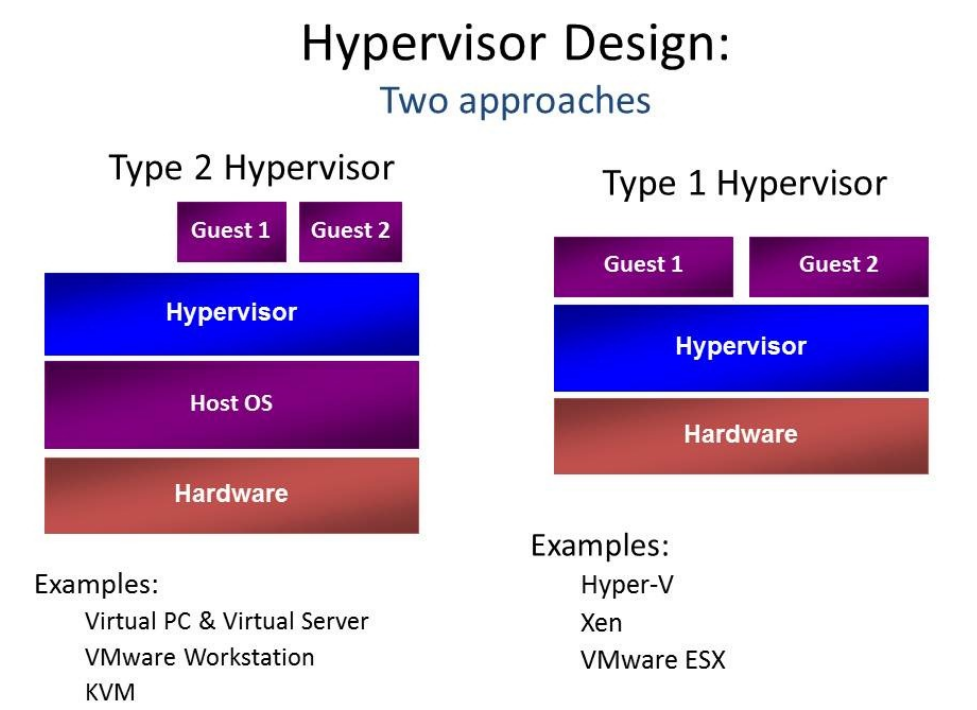 Hypervisor Design:
Two approaches
Type 2 Hypervisor
Guest 1
Guest 2
Hypervisor
Host OS
Hardware
Examples:
Virtual PC & Virtual Server
VMware Workstation
KVM
Type 1 Hypervisor
Guest 1
Guest 2
Hypervisor
Hardware
Examples:
Hyper-V
Xen
VMware ESX